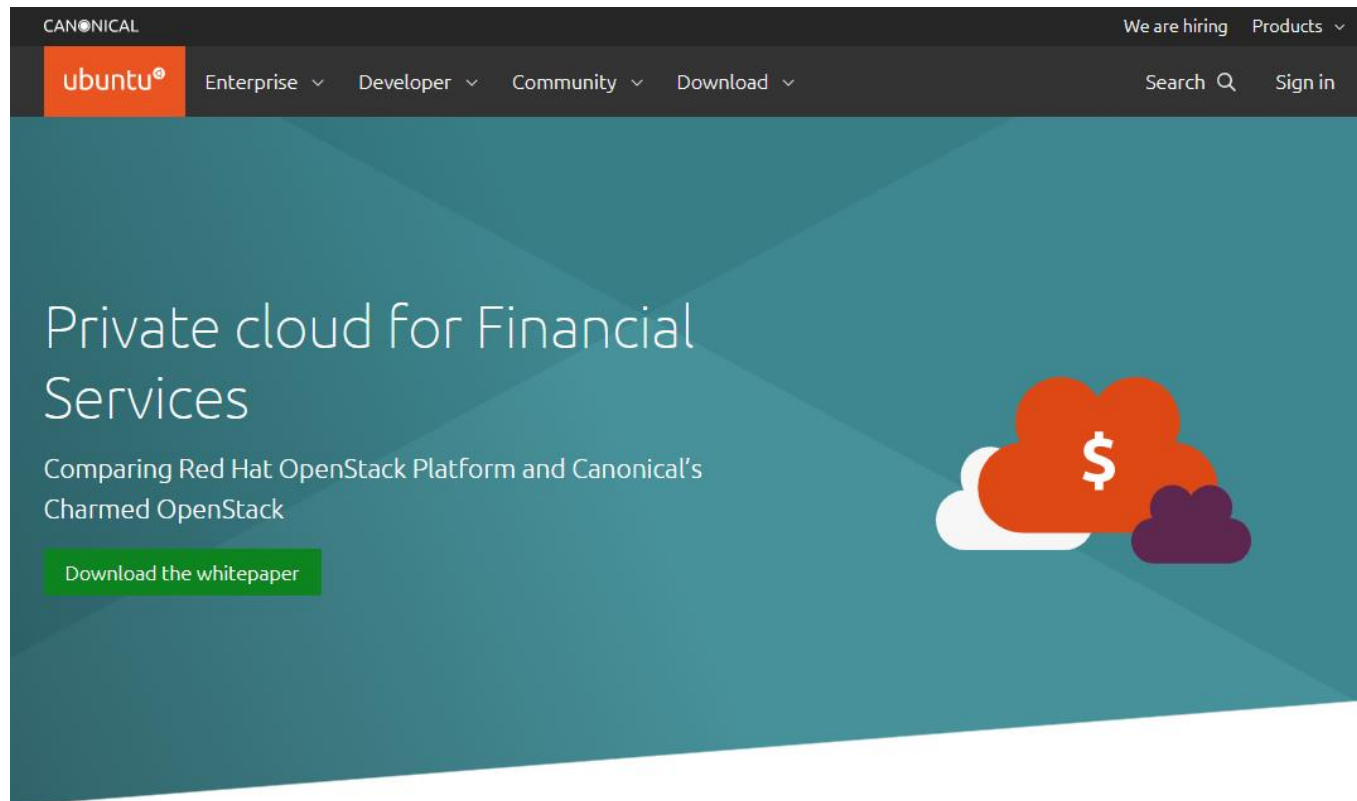 CANONICAL
We are hiring Products
ubuntu
Enterprise Developer Community Download
Search Sign in
Private cloud for Financial
Services
Comparing Red Hat OpenStack Platform and Canonical’s
Charmed OpenStack
$
Download the whitepaper